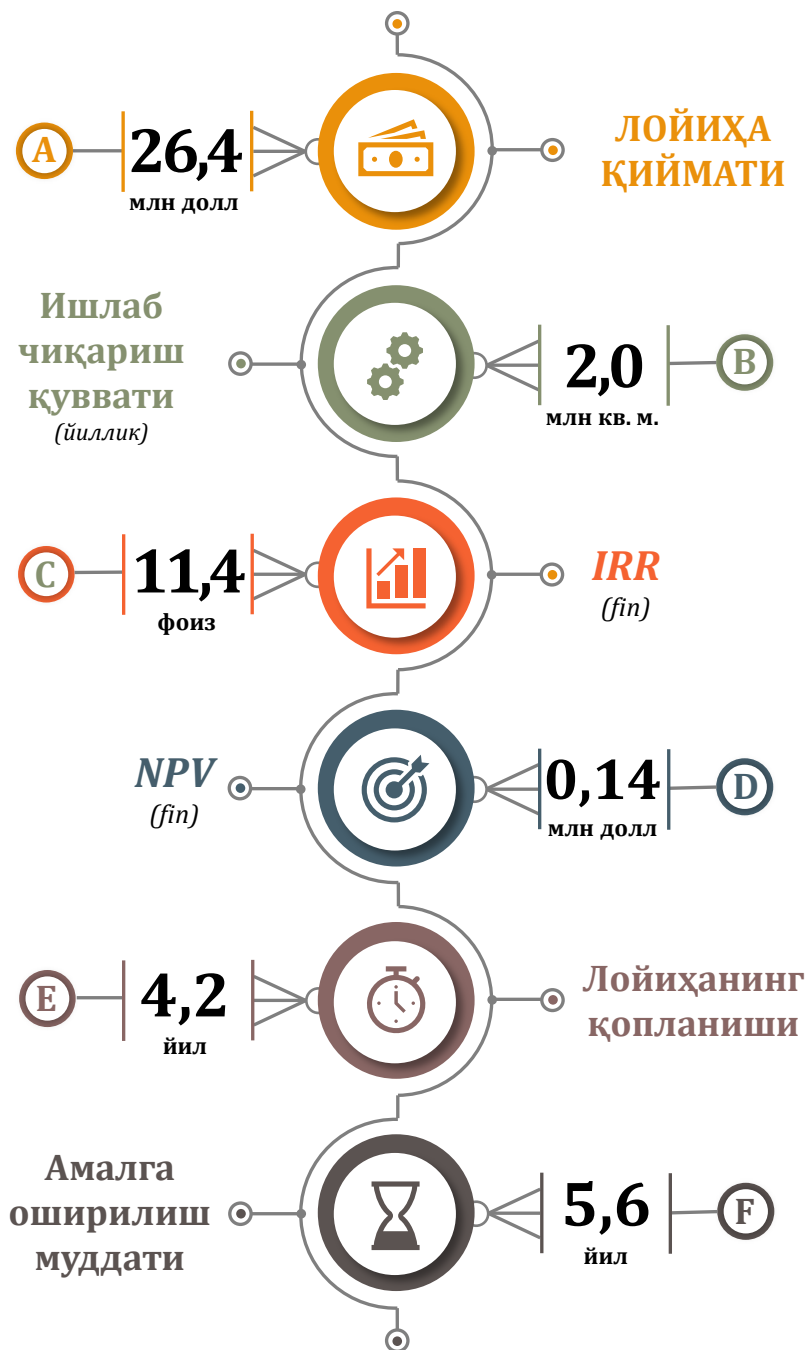 A
26,4
млн долл
ЛОЙИҲА
ҚИЙМАТИ
Ишлаб
чиқариш
қуввати
(йиллик)
2,0
млн кв. м.
B
C
11,4
фоиз
IRR
(fin)
NPV
(fin)
0,14
млн долл
D
E
4,2
йил
Лойиҳанинг
қопланиши
Амалга
оширилиш
муддати
5,6
йил
F